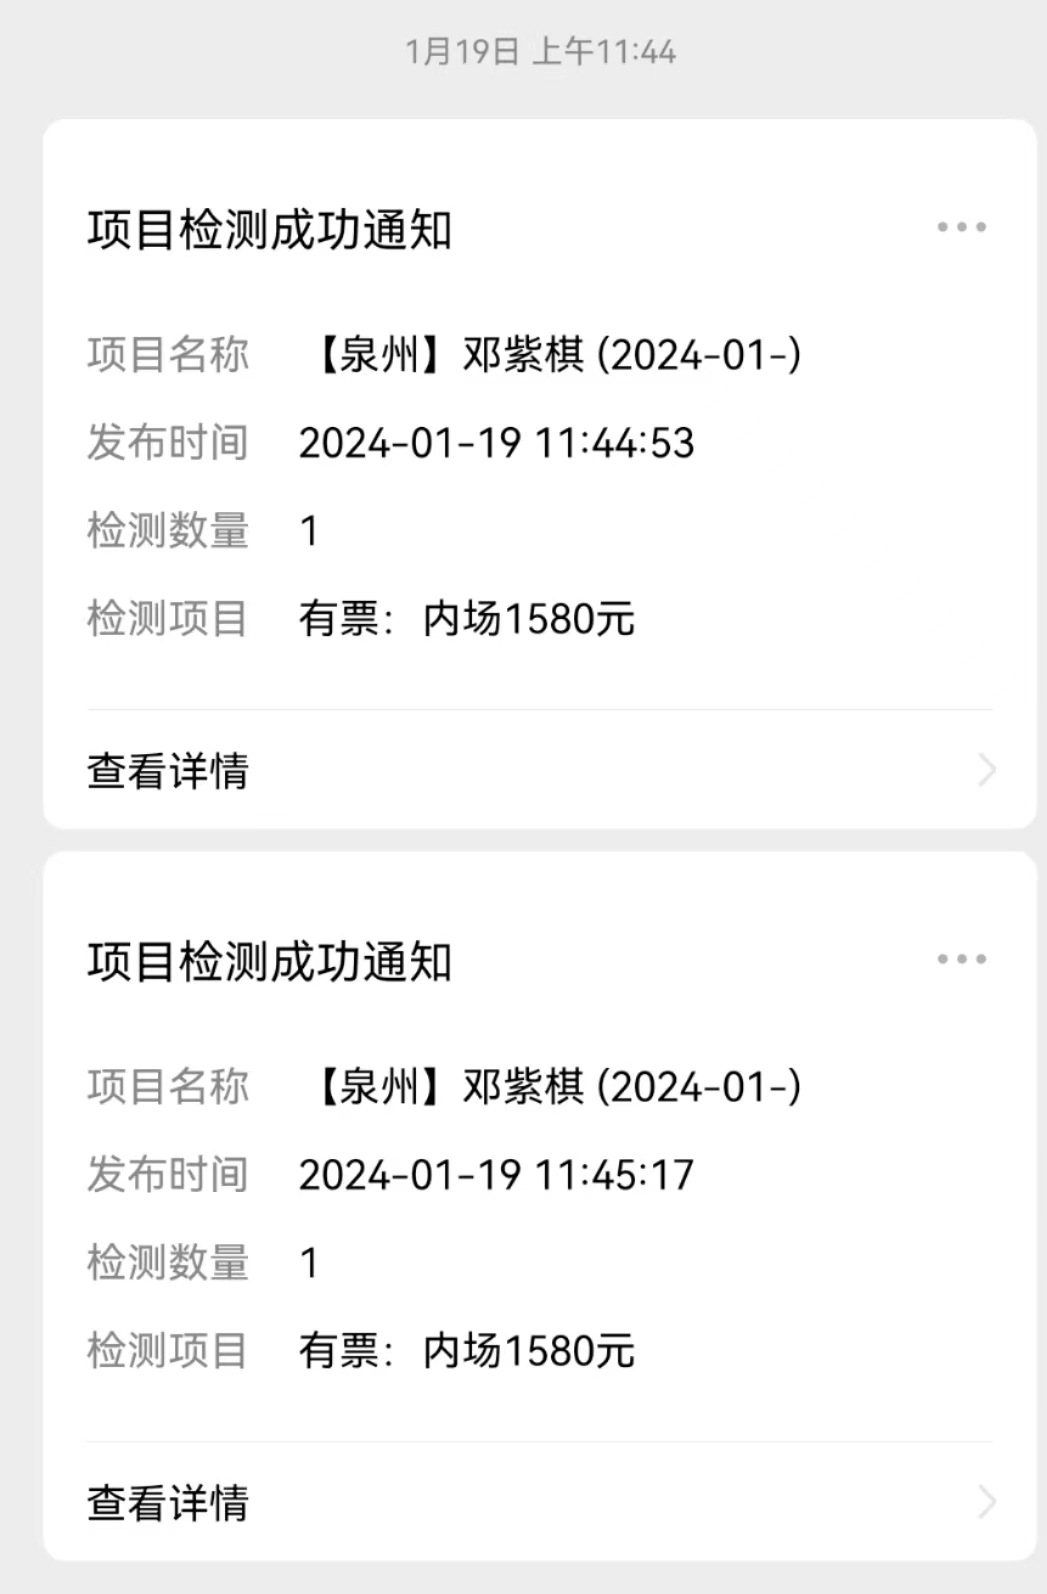 1月19日 上午11:44
项目检测成功通知
项目名称 【泉州】邓紫棋 (2024-01-)
发布时间 2024-01-19 11:44:53
检测数量 1
检测项目 有票：内场1580元
查看详情
项目检测成功通知
项目名称 【泉州】邓紫棋 (2024-01-)
发布时间 2024-01-19 11:45:17
检测数量 1
检测项目 有票：内场1580元
查看详情